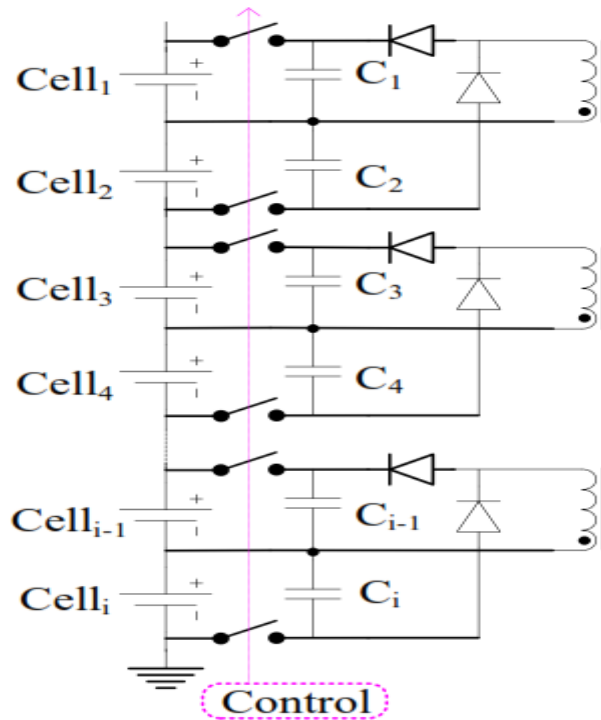 Cell₁ + - C₁
Cell₂ + - C₂
Cell₃ + - C₃
Cell₄ + - C₄
Cellᵢ₋₁ + - Cᵢ₋₁
Cellᵢ + - Cᵢ
Control